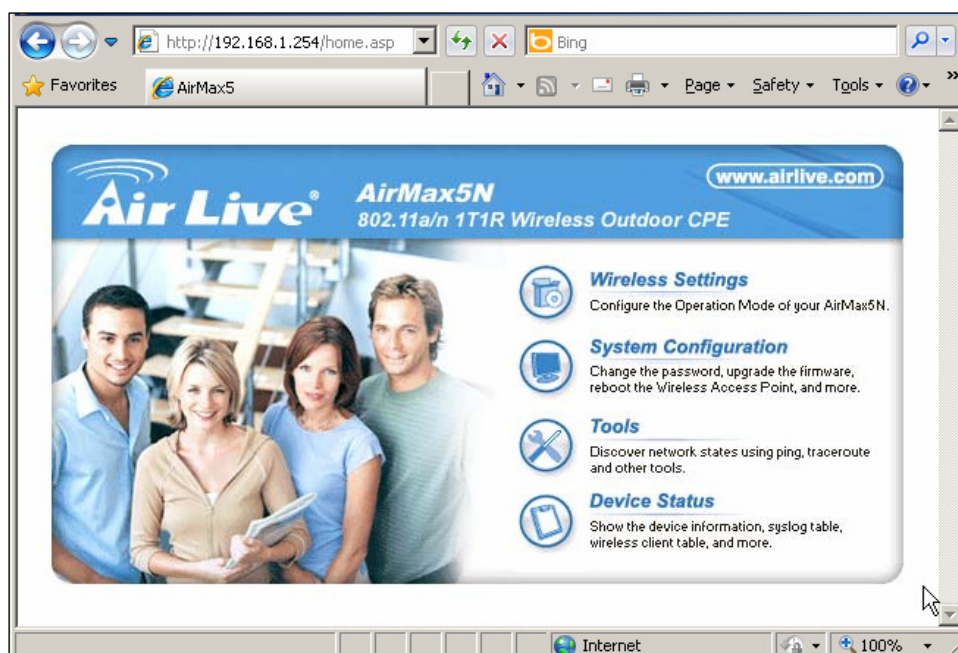 http://192.168.1.254/home.asp
Bing
Favorites
AirMax5
Page
Safety
Tools
»
Air Live®
AirMax5N
802.11a/n 1T1R Wireless Outdoor CPE
www.airlive.com
Wireless Settings
Configure the Operation Mode of your AirMax5N.
System Configuration
Change the password, upgrade the firmware,
reboot the Wireless Access Point, and more.
Tools
Discover network states using ping, traceroute
and other tools.
Device Status
Show the device information, syslog table,
wireless client table, and more.
Internet
100%